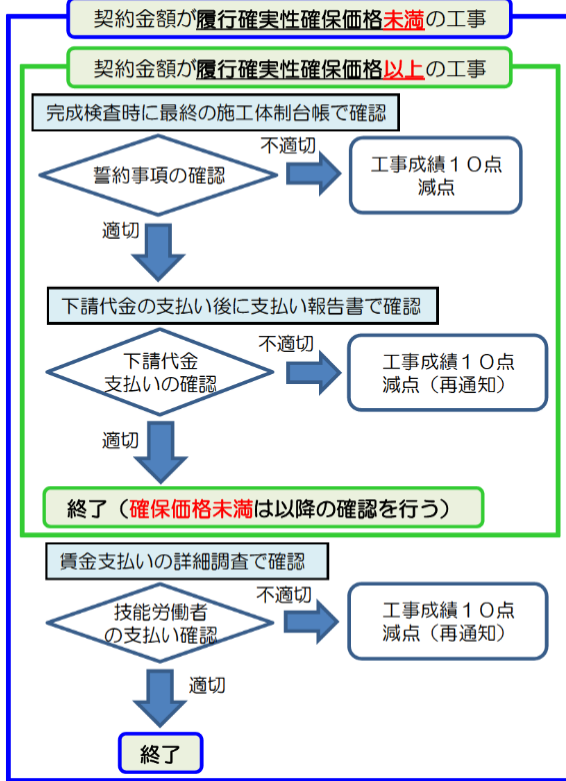 契約金額が履行確実性確保価格未満の工事
契約金額が履行確実性確保価格以上の工事
完成検査時に最終の施工体制台帳で確認
誓約事項の確認
不適切
工事成績１０点
減点
適切
下請代金の支払い後に支払い報告書で確認
下請代金
支払いの確認
不適切
工事成績１０点
減点（再通知）
適切
終了（確保価格未満は以降の確認を行う）
賃金支払いの詳細調査で確認
技能労働者
の支払い確認
不適切
工事成績１０点
減点（再通知）
適切
終了